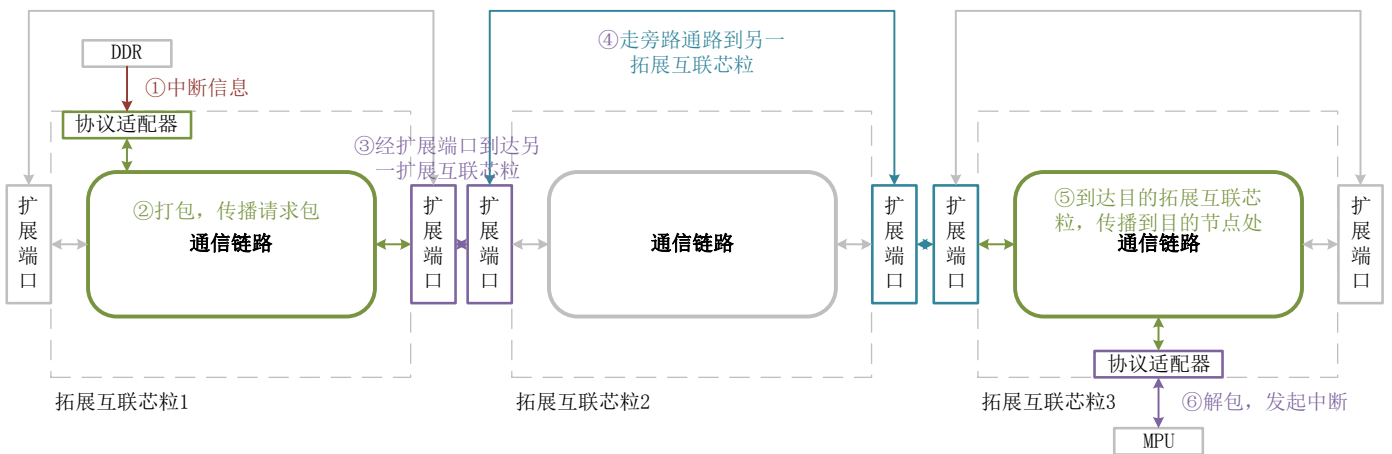 DDR
①中断信息
协议适配器
④走旁路通路到另一
拓展互联芯粒
③经扩展端口到达另
一扩展互联芯粒
扩展端口
②打包，传播请求包
通信链路
扩展端口
扩展端口
通信链路
扩展端口
扩展端口
⑤到达目的拓展互联芯
粒，传播到目的节点处
通信链路
扩展端口
协议适配器
拓展互联芯粒1
拓展互联芯粒2
拓展互联芯粒3
⑥解包，发起中断
MPU